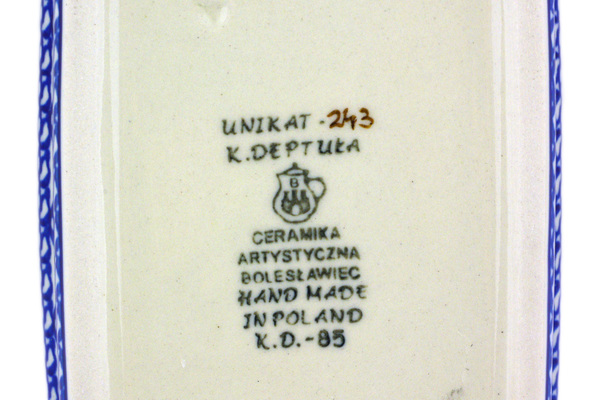 UNIKAT - 243
K. DEPTUŁA
B
CERAMIKA
ARTYSTYCZNA
BOLESŁAWIEC
HAND MADE
IN POLAND
K.D.-85